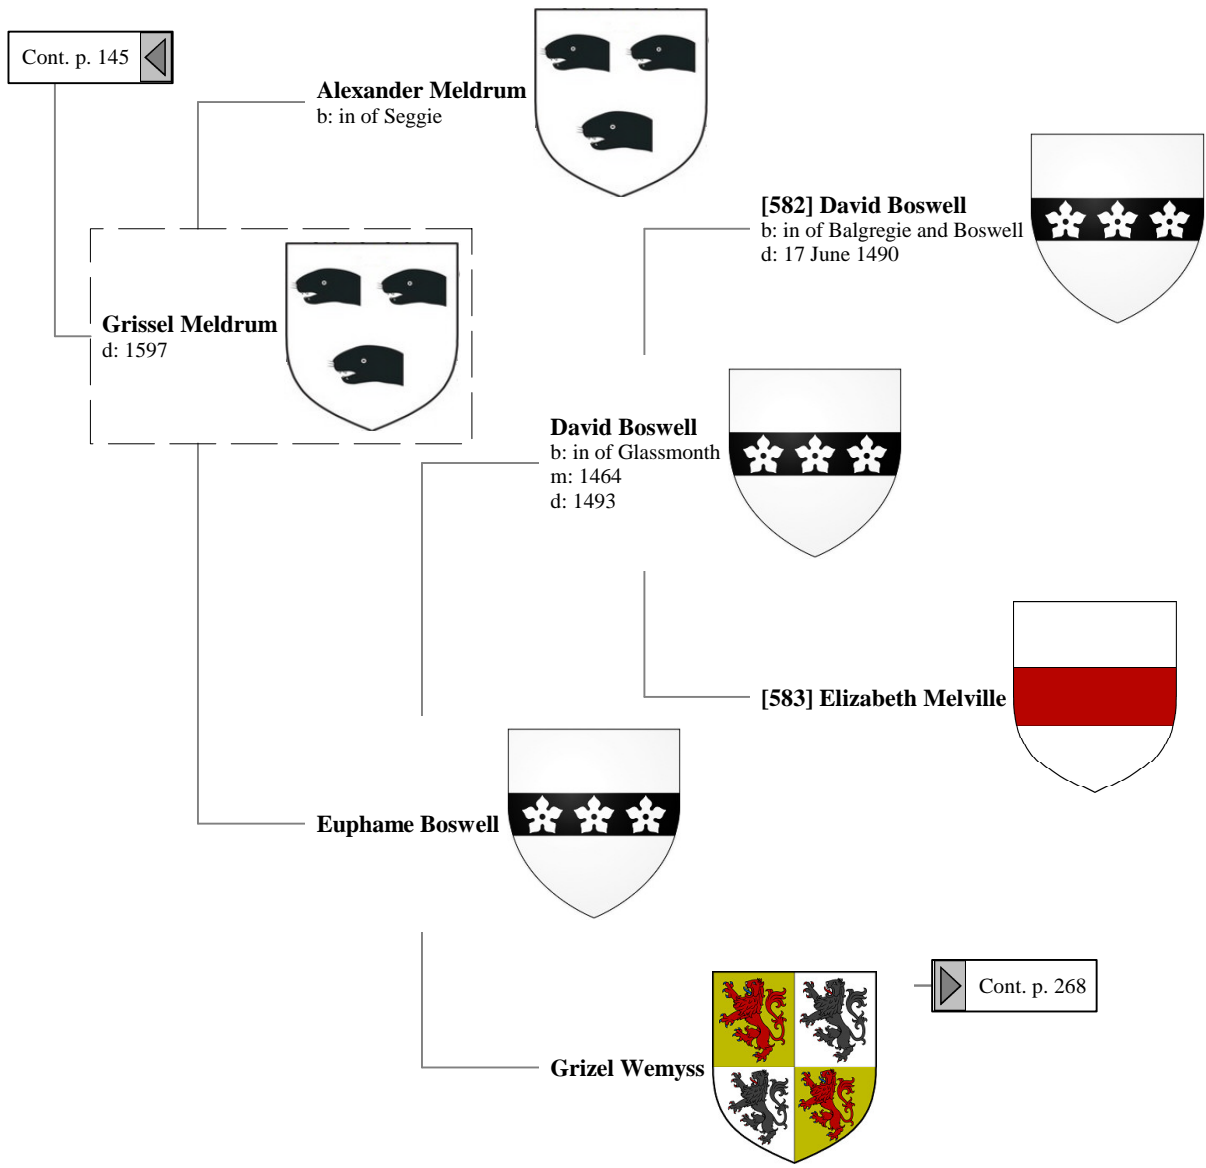 Cont. p. 145
Alexander Meldrum
b: in of Seggie
[582] David Boswell
b: in of Balgregie and Boswell
d: 17 June 1490
Grissel Meldrum
d: 1597
David Boswell
b: in of Glassmonth
m: 1464
d: 1493
[583] Elizabeth Melville
Euphame Boswell
Cont. p. 268
Grizel Wemyss